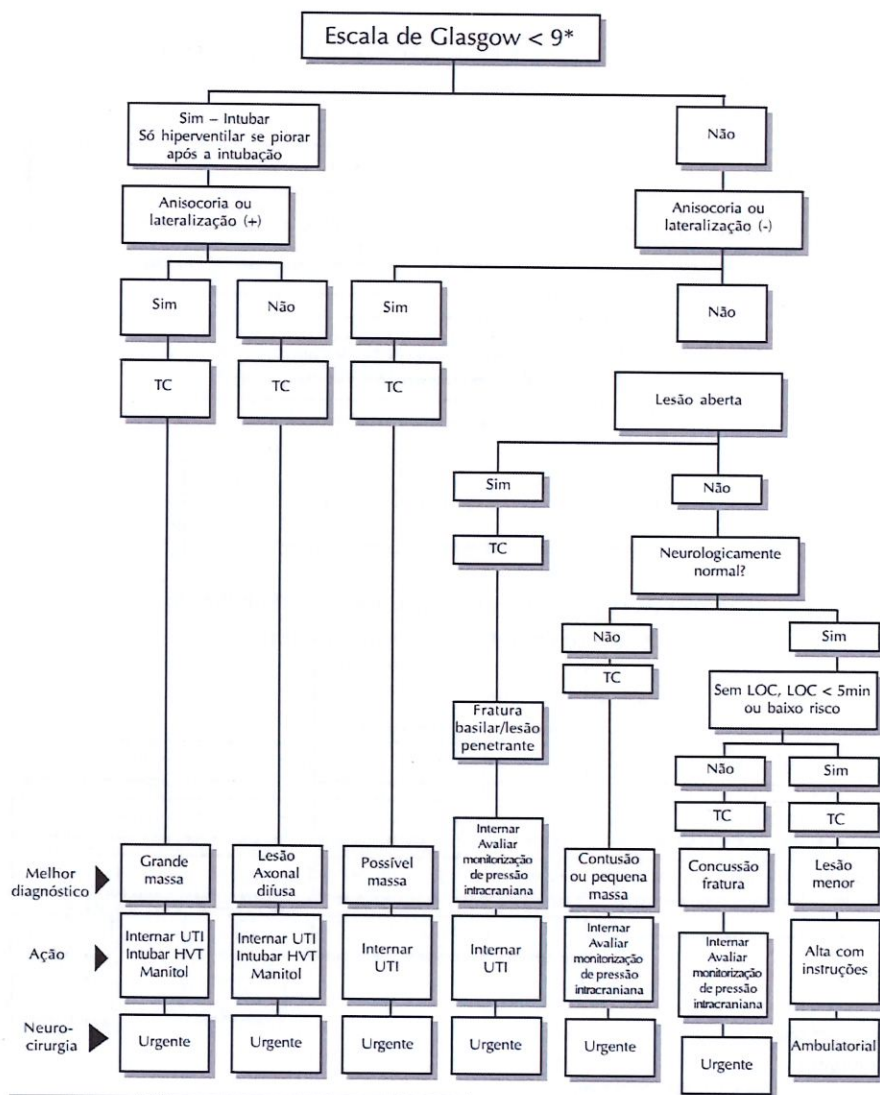 Escala de Glasgow < 9*
Sim – Intubar
Só hiperventilar se piorar
após a intubação
Não
Anisocoria ou
lateralização (+)
Anisocoria ou
lateralização (-)
Sim
Não
Sim
Não
TC
TC
TC
Lesão aberta
Sim
Não
TC
Neurologicamente
normal?
Não
Sim
TC
Sem LOC, LOC < 5min
ou baixo risco
Fratura
basilar/lesão
penetrante
Não
Sim
TC
TC
Melhor
diagnóstico
Grande
massa
Lesão
Axonal
difusa
Possível
massa
Internar
Avaliar
monitorização
de pressão
intracraniana
Contusão
ou pequena
massa
Concussão
fratura
Lesão
menor
Ação
Internar UTI
Intubar HVT
Manitol
Internar UTI
Intubar HVT
Manitol
Internar
UTI
Internar
UTI
Internar
Avaliar
monitorização
de pressão
intracraniana
Internar
Avaliar
monitorização
de pressão
intracraniana
Alta com
instruções
Neuro-
cirurgia
Urgente
Urgente
Urgente
Urgente
Urgente
Urgente
Ambulatorial